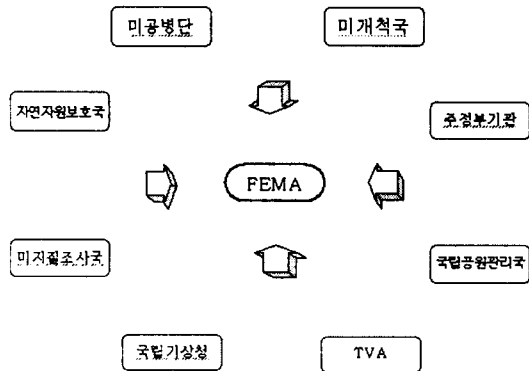 미공병단
미개척국
자연자원보호국
주정부기관
FEMA
미지질조사국
국립공원관리국
국립기상청
TVA